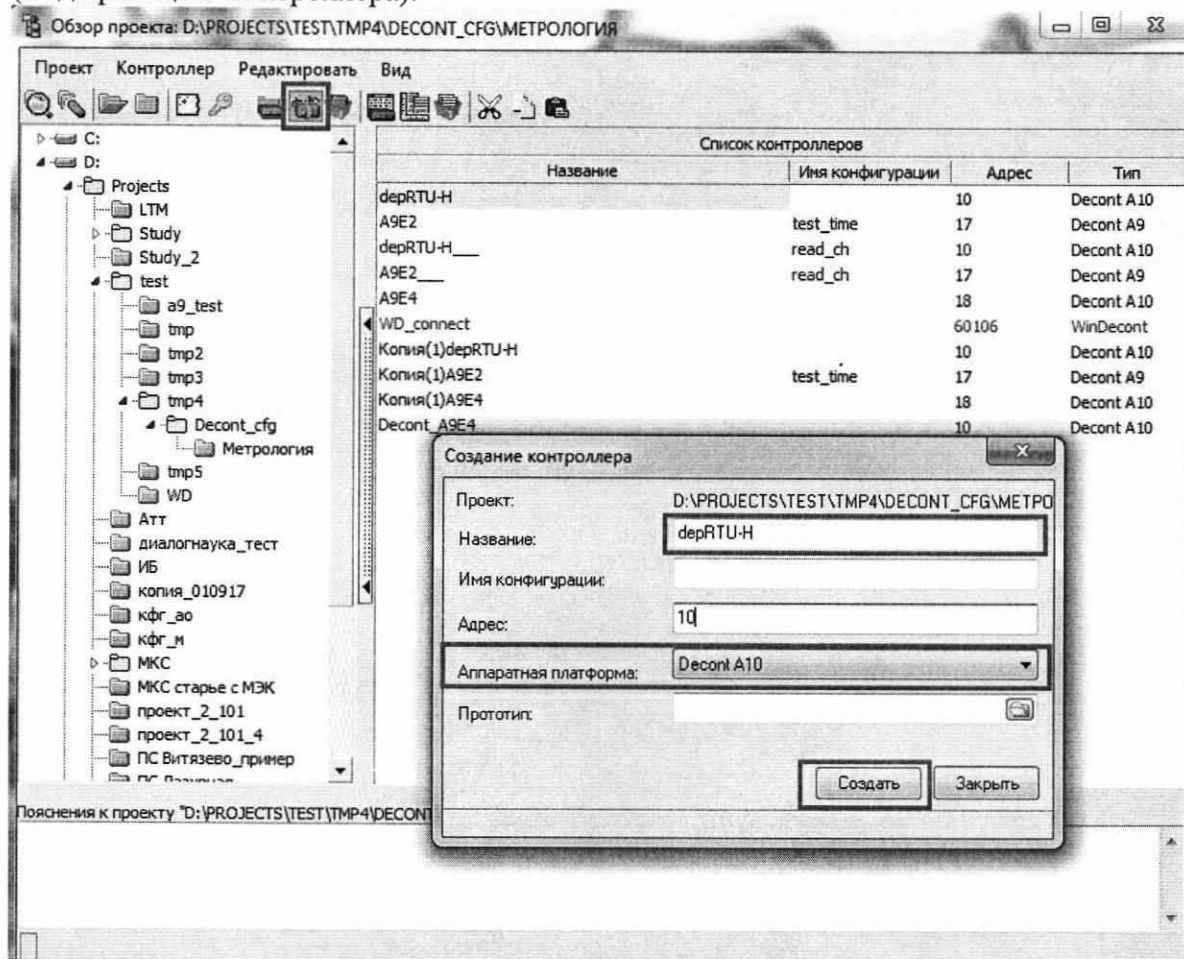 Обзор проекта: D:\PROJECTS\TEST\TMP4\DECONT_CFG\МЕТРОЛОГИЯ
Проект Контроллер Редактировать Вид
C:
D:
Projects
LTM
Study
Study_2
test
a9_test
tmp
tmp2
tmp3
tmp4
Decont_cfg
Метрология
tmp5
WD
Атт
диалогнаука_тест
ИБ
копия_010917
кфг_ао
кфг_м
МКС
МКС старье с МЭК
проект_2_101
проект_2_101_4
ПС Витязево_пример
Список контроллеров
Название Имя конфигурации Адрес Тип
depRTU-H 10 Decont A10
A9E2 test_time 17 Decont A9
depRTU-H___ read_ch 10 Decont A10
A9E2___ read_ch 17 Decont A9
A9E4 18 Decont A10
WD_connect 60106 WinDecont
Копия(1)depRTU-H 10 Decont A10
Копия(1)A9E2 test_time 17 Decont A9
Копия(1)A9E4 18 Decont A10
Decont_A9E4 10 Decont A10
Создание контроллера
Проект: D:\PROJECTS\TEST\TMP4\DECONT_CFG\МЕТРО
Название: depRTU-H
Имя конфигурации:
Адрес: 10
Аппаратная платформа: Decont A10
Прототип:
Создать Закрыть
Пояснения к проекту "D:\PROJECTS\TEST\TMP4\DECONT